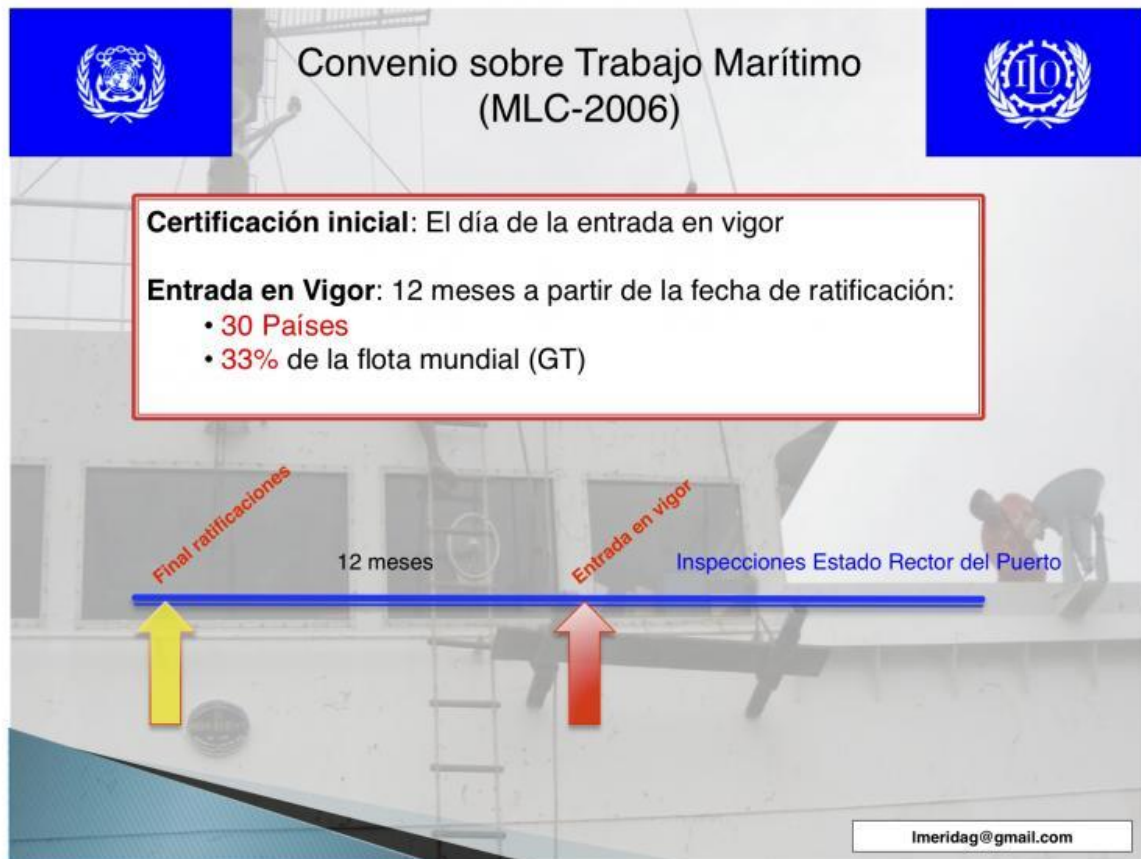 Convenio sobre Trabajo Marítimo
(MLC-2006)
ILO
Certificación inicial: El día de la entrada en vigor
Entrada en Vigor: 12 meses a partir de la fecha de ratificación:
• 30 Países
• 33% de la flota mundial (GT)
Final ratificaciones
12 meses
Entrada en vigor
Inspecciones Estado Rector del Puerto
lmeridag@gmail.com